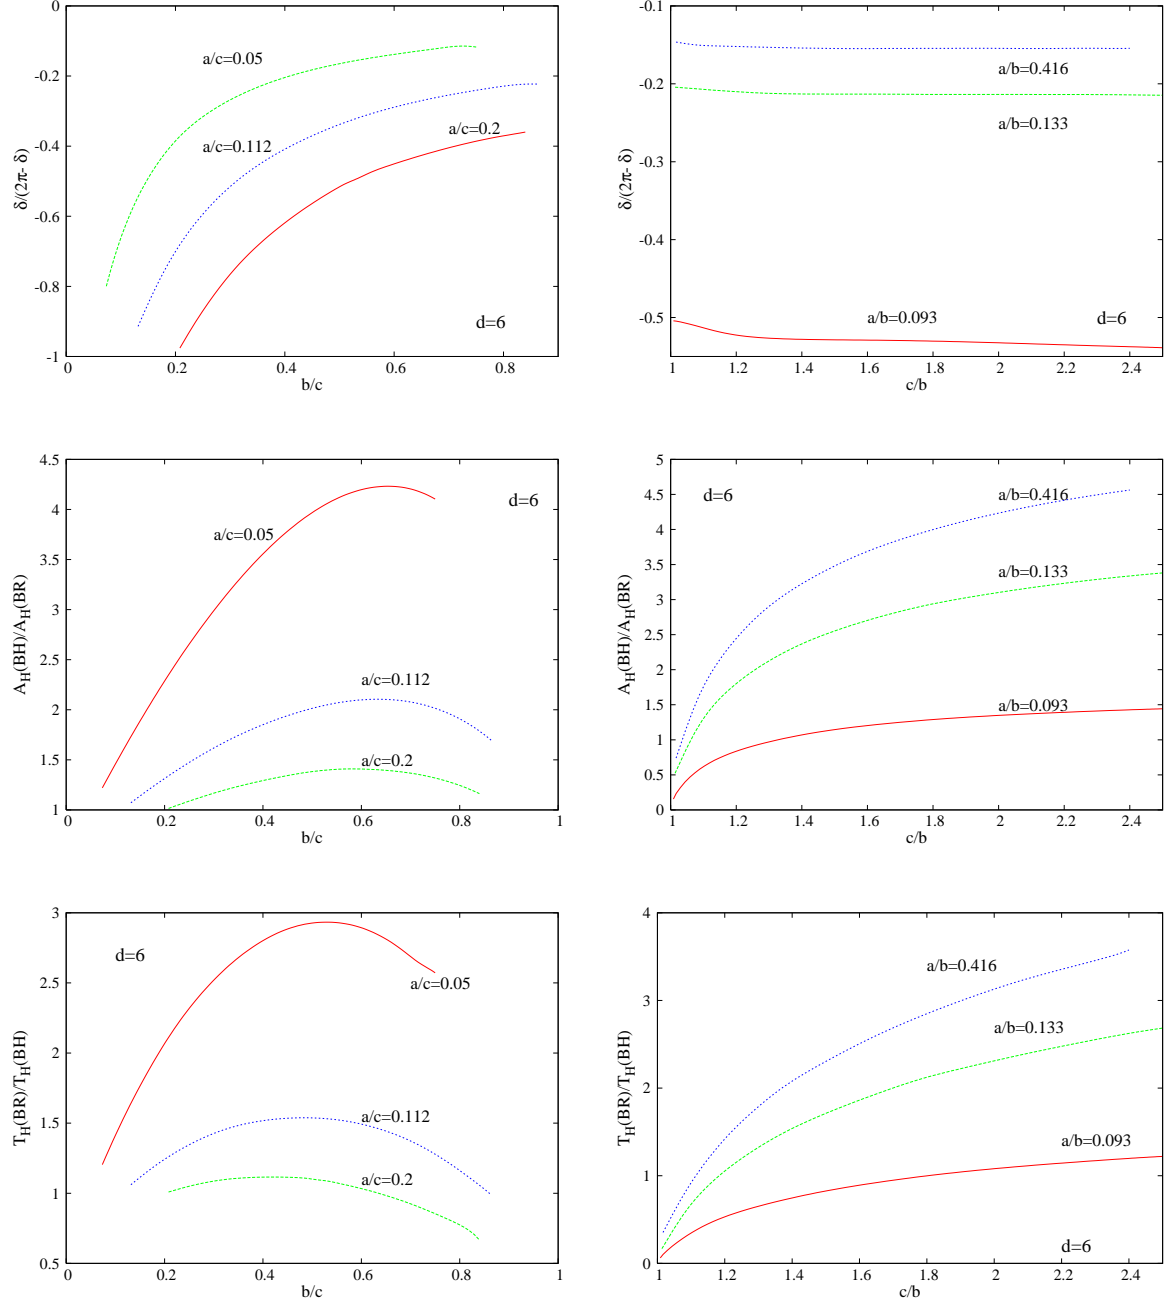 0
-0.2
-0.4
-0.6
-0.8
-1
0
0.2
0.4
0.6
0.8
δ/(2π- δ)
b/c
a/c=0.05
a/c=0.112
a/c=0.2
d=6
-0.1
-0.2
-0.3
-0.4
-0.5
1
1.2
1.4
1.6
1.8
2
2.2
2.4
δ/(2π- δ)
c/b
a/b=0.416
a/b=0.133
a/b=0.093
d=6
4.5
4
3.5
3
2.5
2
1.5
1
0
0.2
0.4
0.6
0.8
1
A_H(BH)/A_H(BR)
b/c
d=6
a/c=0.05
a/c=0.112
a/c=0.2
5
4.5
4
3.5
3
2.5
2
1.5
1
0.5
0
1
1.2
1.4
1.6
1.8
2
2.2
2.4
A_H(BH)/A_H(BR)
c/b
d=6
a/b=0.416
a/b=0.133
a/b=0.093
3
2.5
2
1.5
1
0.5
0
0.2
0.4
0.6
0.8
1
T_H(BR)/T_H(BH)
b/c
d=6
a/c=0.05
a/c=0.112
a/c=0.2
4
3
2
1
0
1
1.2
1.4
1.6
1.8
2
2.2
2.4
T_H(BR)/T_H(BH)
c/b
a/b=0.416
a/b=0.133
a/b=0.093
d=6